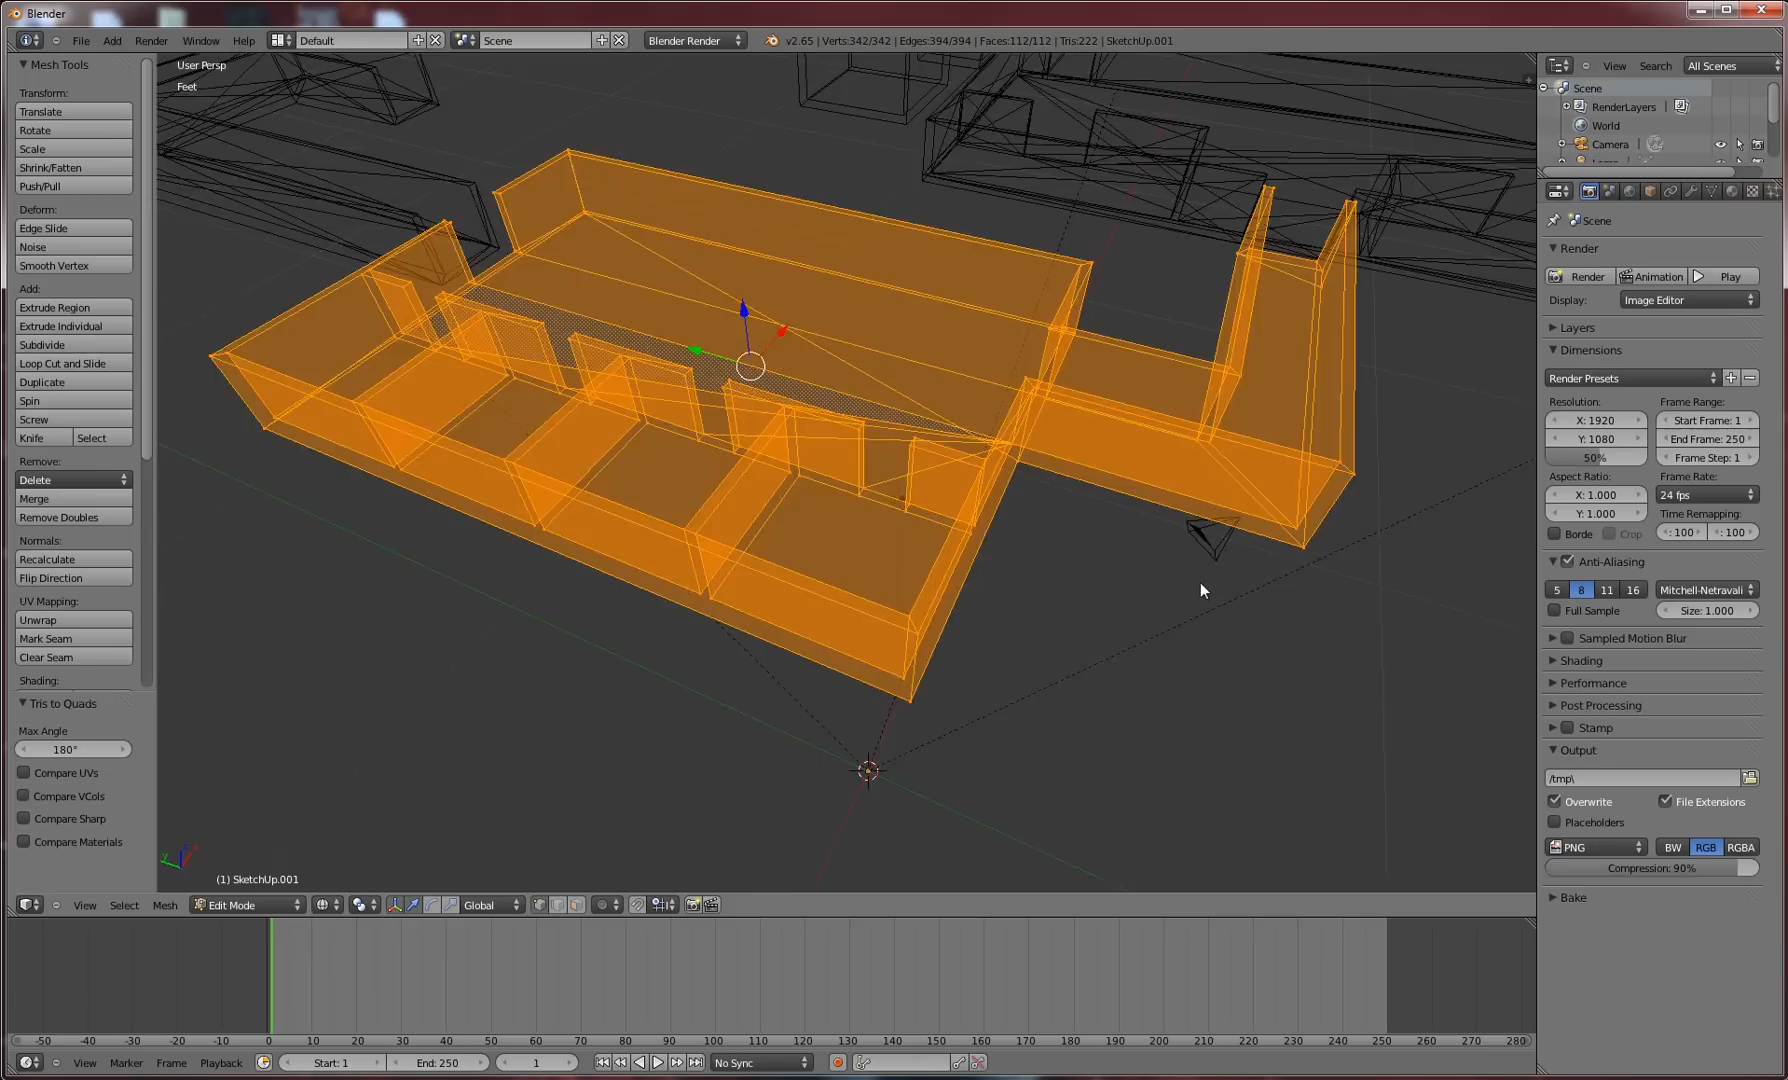 Blender
File Add Render Window Help Default Scene Blender Render v2.65 | Verts:342/342 | Edges:394/394 | Faces:112/112 | Tris:222 | SketchUp.001
Mesh Tools
Transform:
Translate
Rotate
Scale
Shrink/Fatten
Push/Pull
Deform:
Edge Slide
Noise
Smooth Vertex
Add:
Extrude Region
Extrude Individual
Subdivide
Loop Cut and Slide
Duplicate
Spin
Screw
Knife Select
Remove:
Delete
Merge
Remove Doubles
Normals:
Recalculate
Flip Direction
UV Mapping:
Unwrap
Mark Seam
Clear Seam
Shading:
Tris to Quads
Max Angle
180°
Compare UVs
Compare VCols
Compare Sharp
Compare Materials
User Persp
Feet
(1) SketchUp.001
View Select Mesh Edit Mode Global
-50 -40 -30 -20 -10 0 10 20 30 40 50 60 70 80 90 100 110 120 130 140 150 160 170 180 190 200 210 220 230 240 250 260 270 280
View Marker Frame Playback Start: 1 End: 250 1 No Sync
View Search All Scenes
Scene
RenderLayers
World
Camera
Scene
Render
Render Animation Play
Display: Image Editor
Layers
Dimensions
Render Presets
Resolution: Frame Range:
X: 1920 Start Frame: 1
Y: 1080 End Frame: 250
50% Frame Step: 1
Aspect Ratio: Frame Rate:
X: 1.000 24 fps
Y: 1.000 Time Remapping:
Borde Crop : 100 : 100
Anti-Aliasing
5 8 11 16 Mitchell-Netravali
Full Sample Size: 1.000
Sampled Motion Blur
Shading
Performance
Post Processing
Stamp
Output
/tmp\
Overwrite File Extensions
Placeholders
PNG BW RGB RGBA
Compression: 90%
Bake